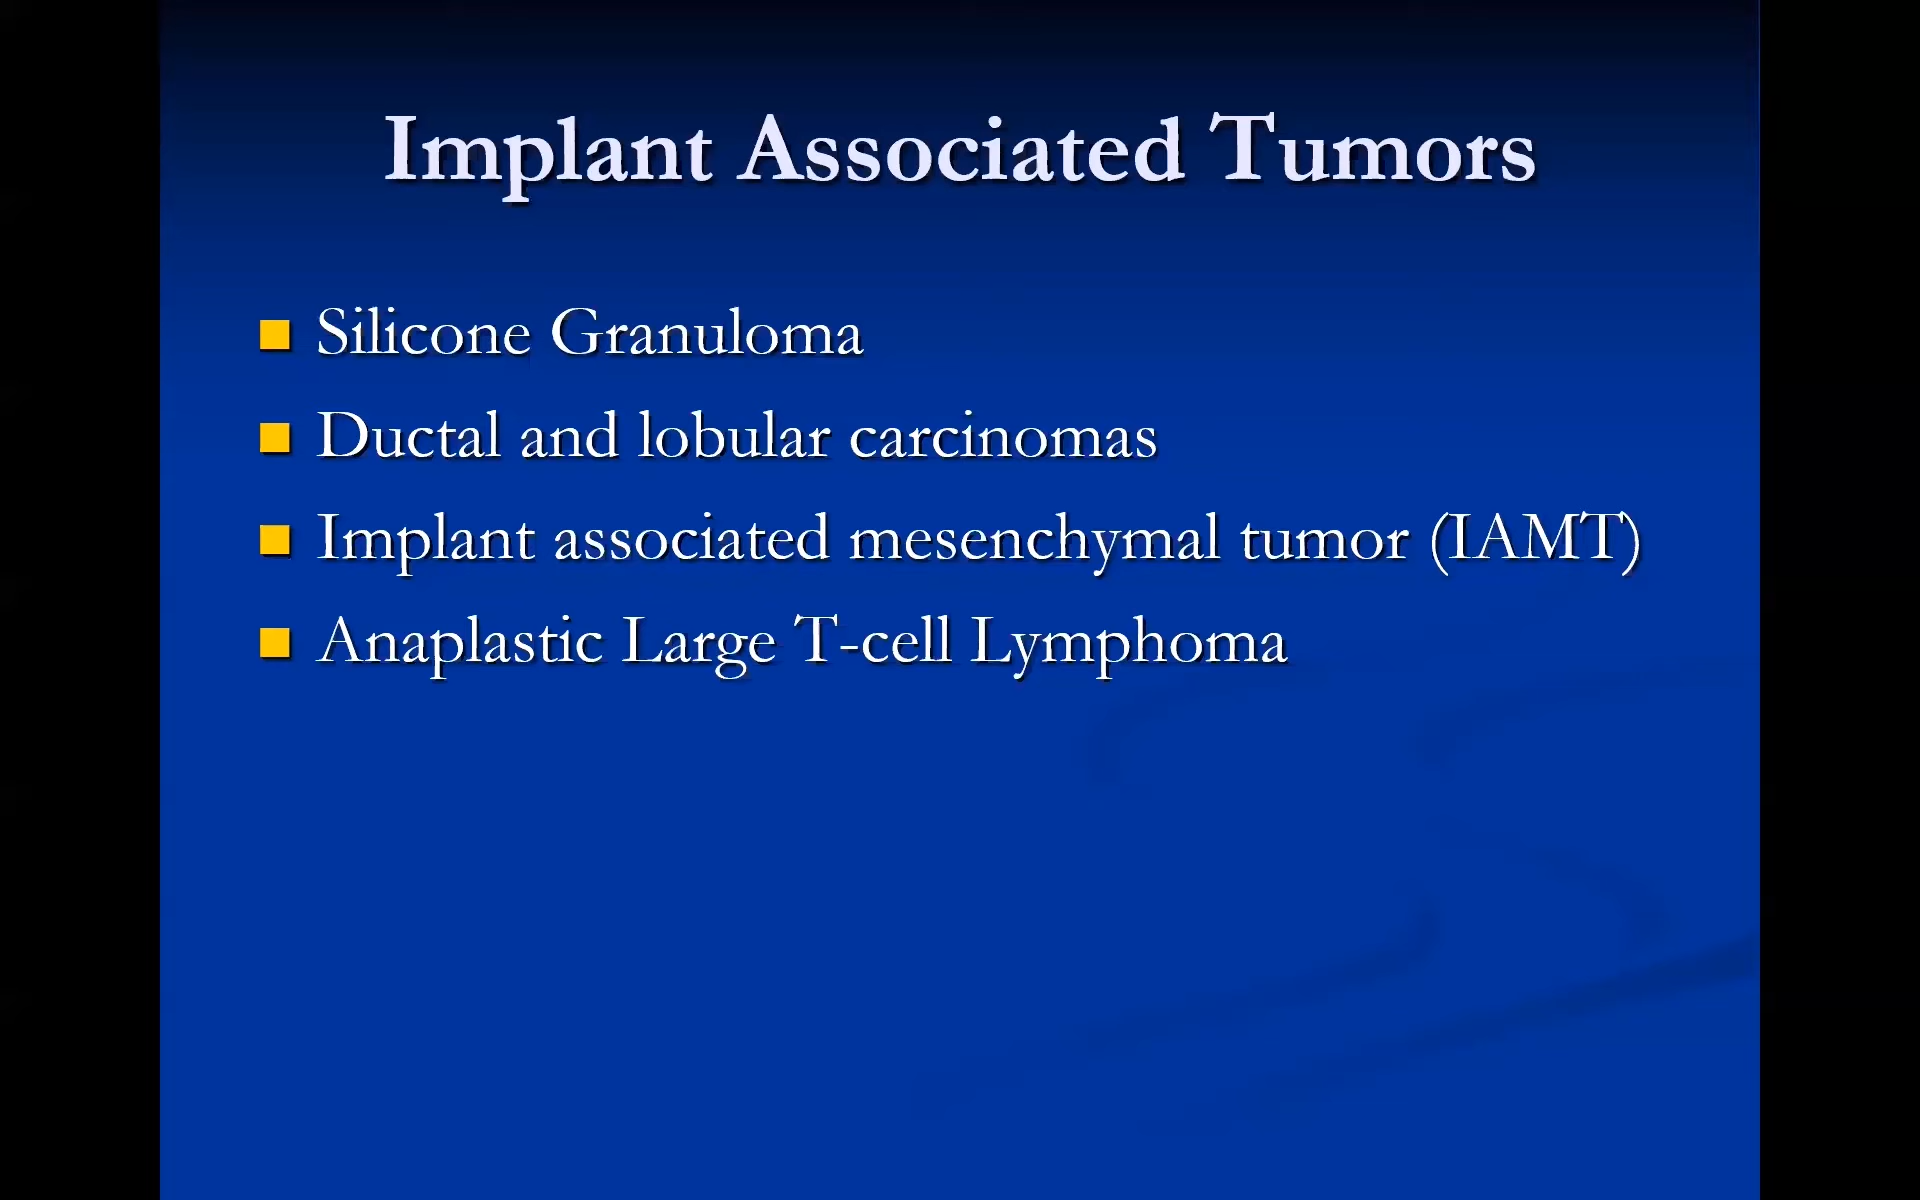 Implant Associated Tumors
Silicone Granuloma
Ductal and lobular carcinomas
Implant associated mesenchymal tumor (IAMT)
Anaplastic Large T-cell Lymphoma